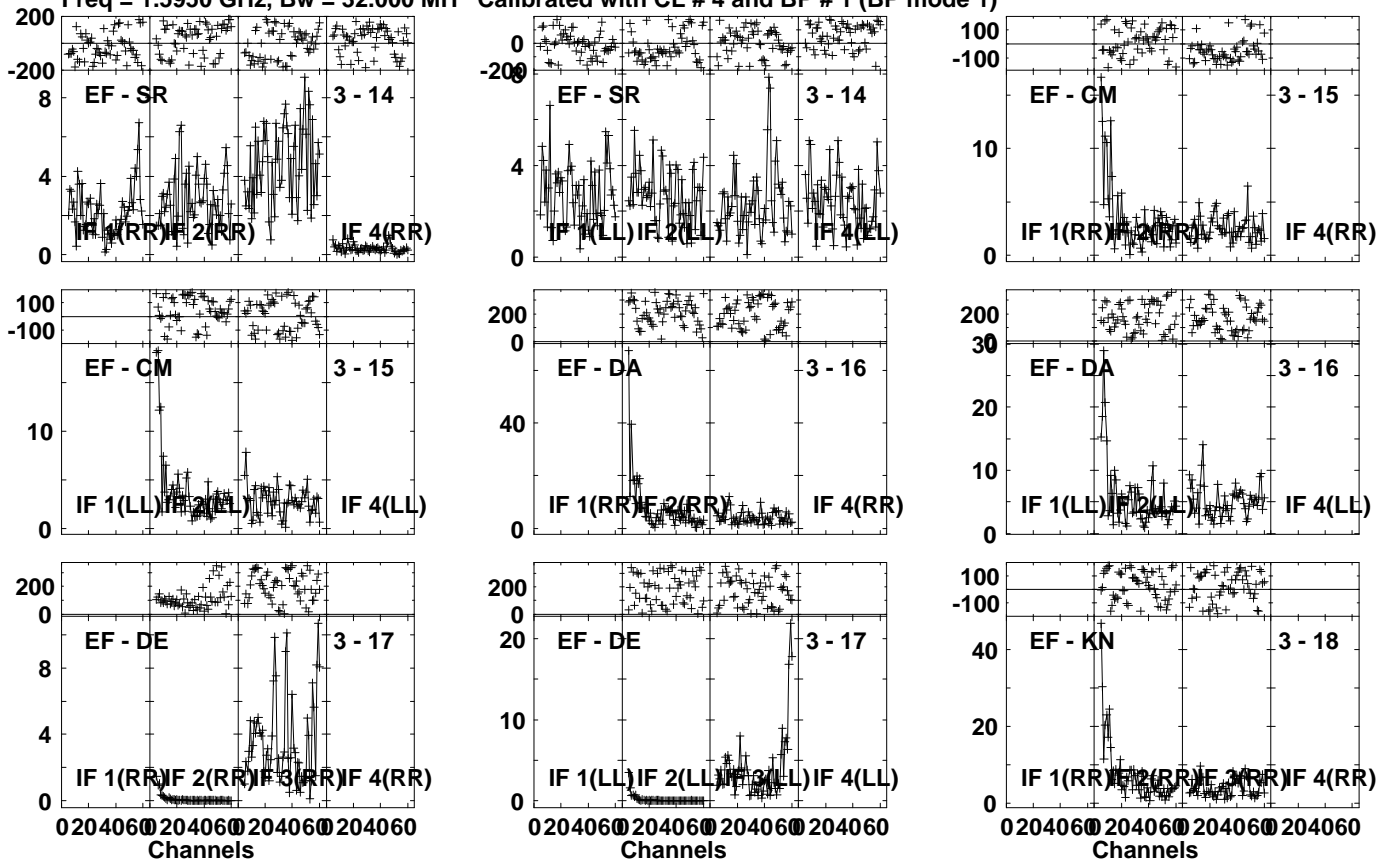 Freq = 1.5950 GHz, Bw = 32.000 MH Calibrated with CL # 4 and BP # 1 (BP mode 1)
200
0
-200
8
4
0
EF - SR
3 - 14
IF 1(RR)
IF 2(RR)
IF 4(RR)
200
0
-200
8
4
0
EF - SR
3 - 14
IF 1(LL)
IF 2(LL)
IF 4(LL)
100
-100
10
0
EF - CM
3 - 15
IF 1(RR)
IF 2(RR)
IF 4(RR)
100
-100
10
0
EF - CM
3 - 15
IF 1(LL)
IF 2(LL)
IF 4(LL)
200
0
40
0
EF - DA
3 - 16
IF 1(RR)
IF 2(RR)
IF 4(RR)
200
0
30
20
10
0
EF - DA
3 - 16
IF 1(LL)
IF 2(LL)
IF 4(LL)
200
0
8
4
0
EF - DE
3 - 17
IF 1(RR)
IF 2(RR)
IF 3(RR)
IF 4(RR)
0 20 40 60 0 20 40 60 0 20 40 60 0 20 40 60
Channels
200
0
20
10
0
EF - DE
3 - 17
IF 1(LL)
IF 2(LL)
IF 3(LL)
IF 4(LL)
0 20 40 60 0 20 40 60 0 20 40 60 0 20 40 60
Channels
100
-100
40
20
0
EF - KN
3 - 18
IF 1(RR)
IF 2(RR)
IF 3(RR)
IF 4(RR)
0 20 40 60 0 20 40 60 0 20 40 60 0 20 40 60
Channels